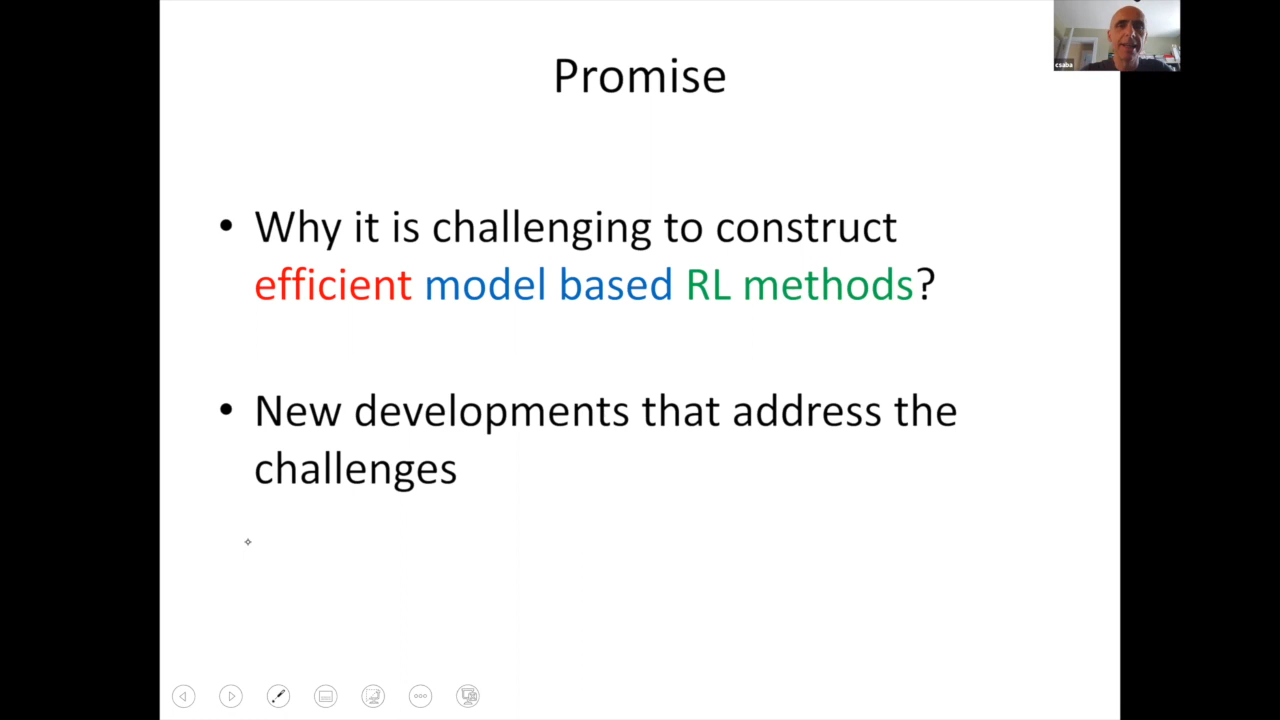 Promise
• Why it is challenging to construct
efficient model based RL methods?
• New developments that address the
challenges
csaba